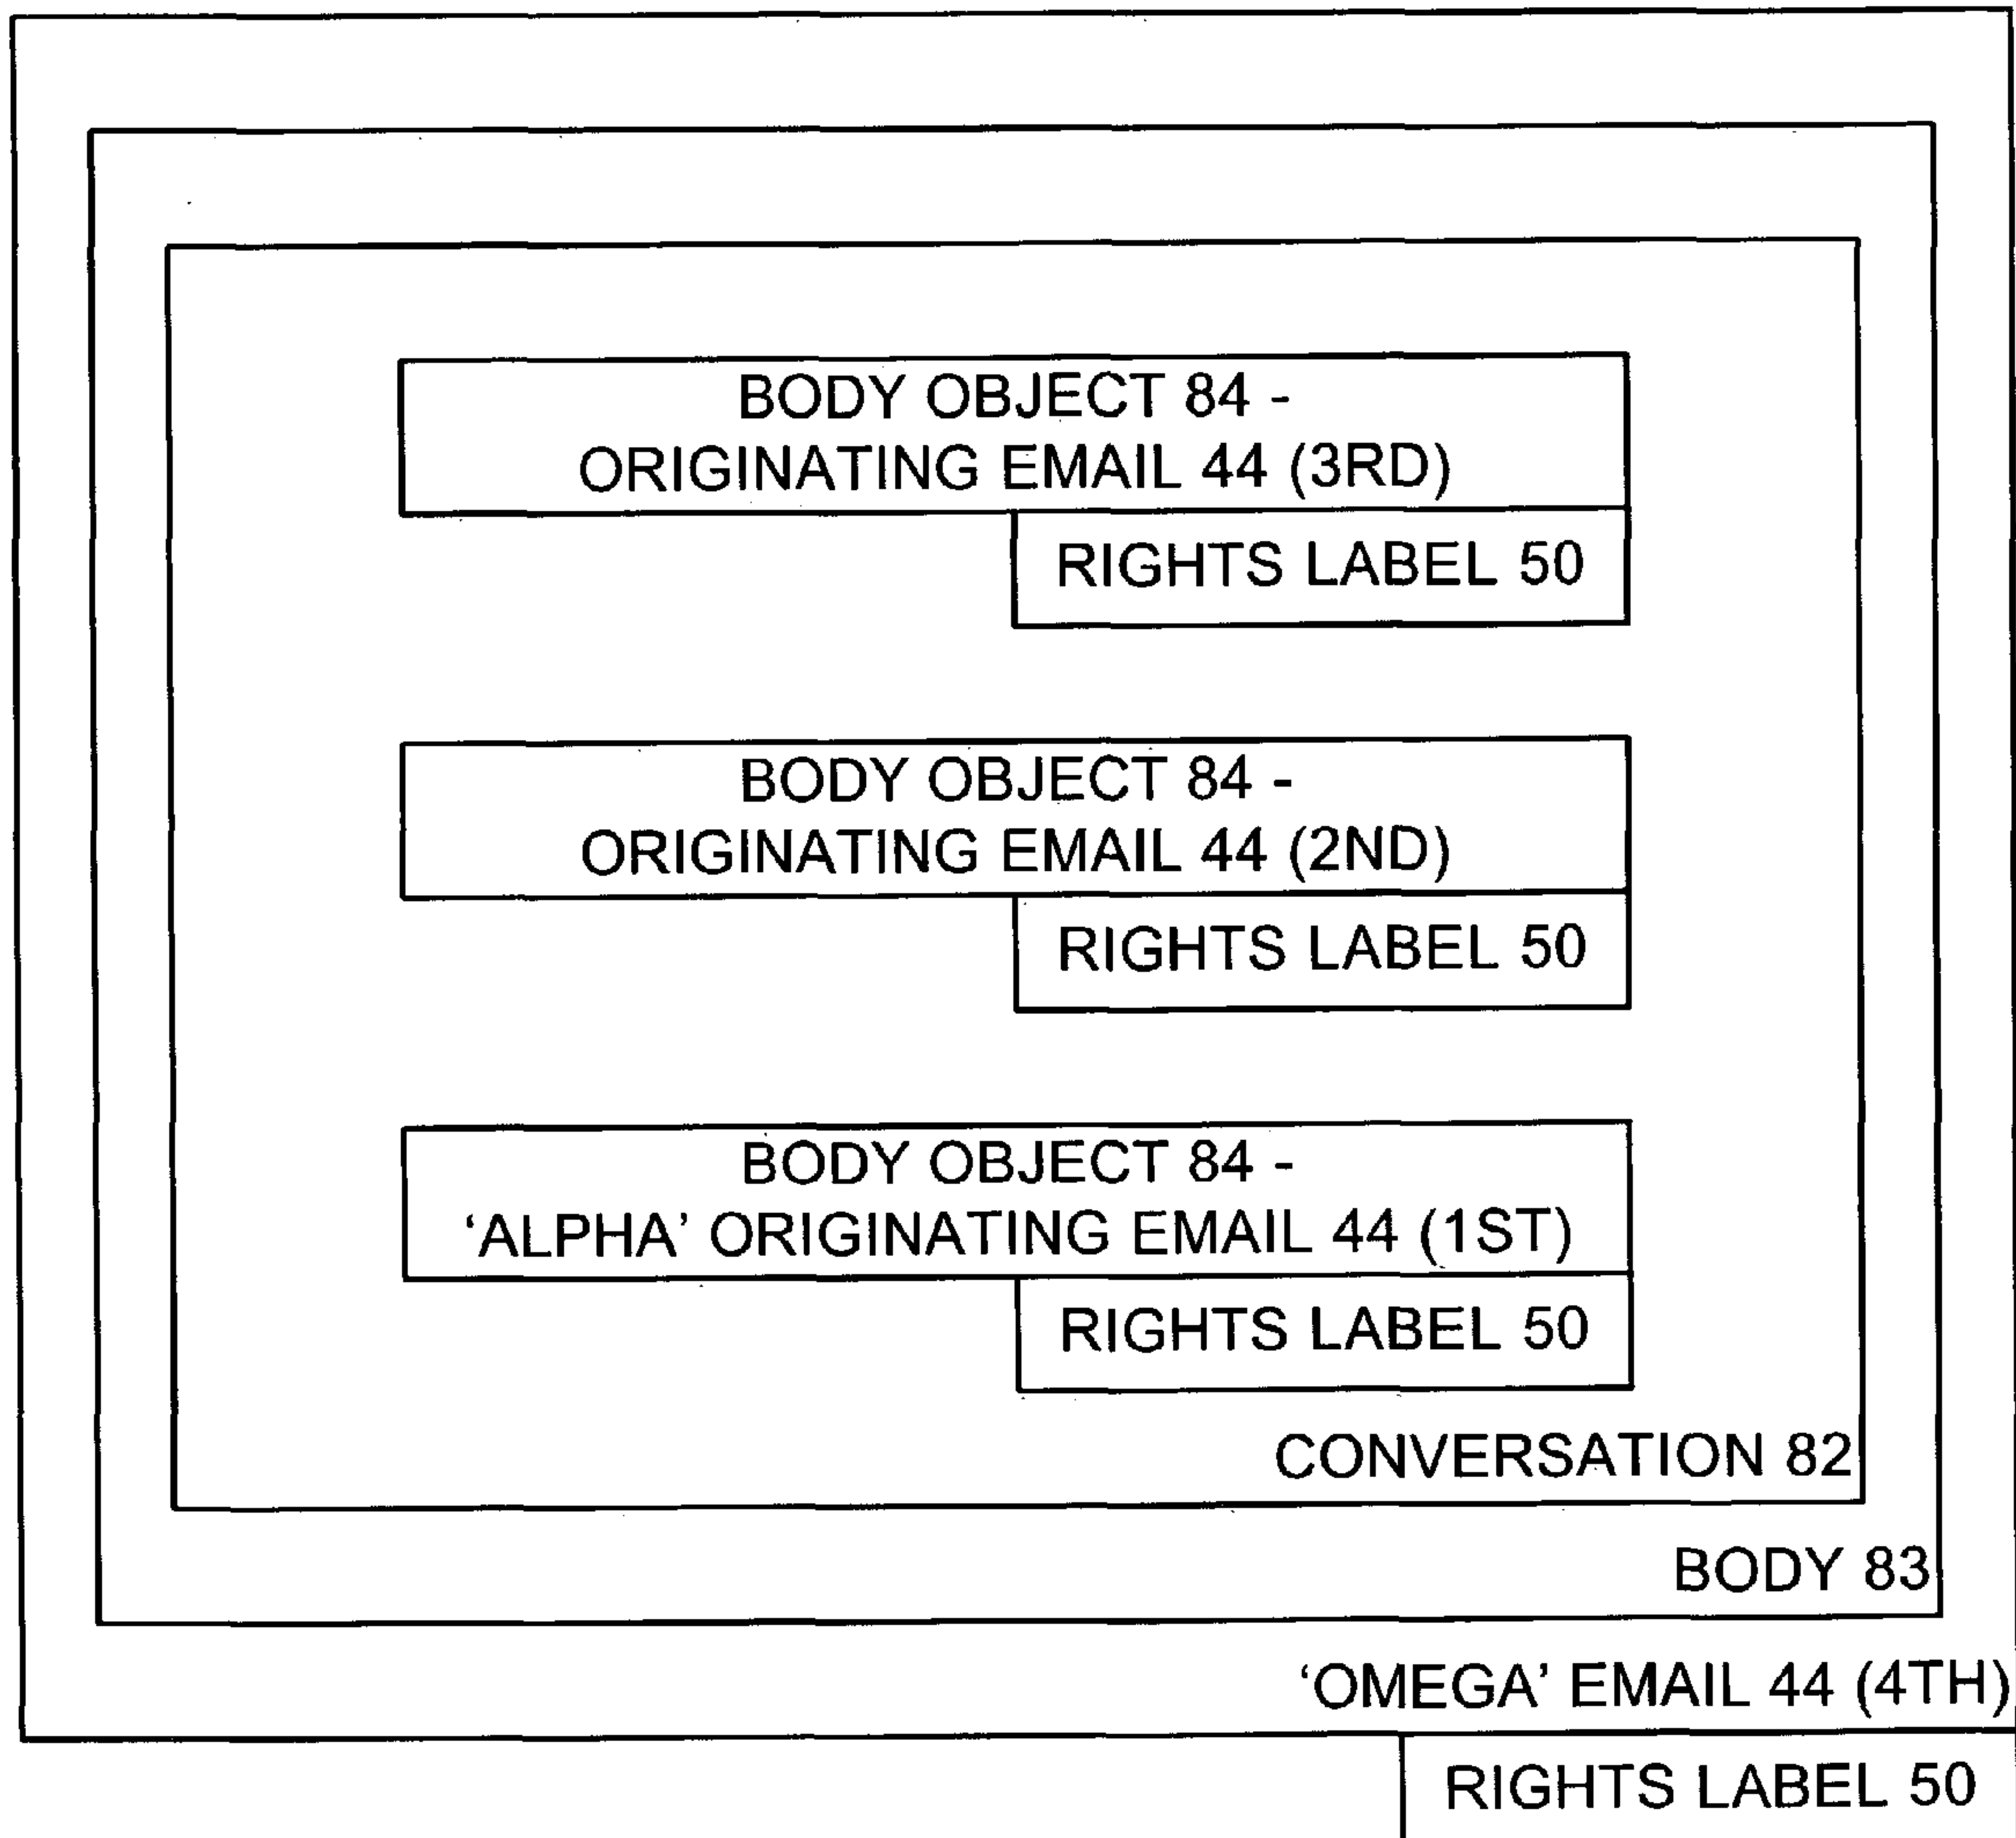 BODY OBJECT 84 -
ORIGINATING EMAIL 44 (3RD)
RIGHTS LABEL 50
BODY OBJECT 84 -
ORIGINATING EMAIL 44 (2ND)
RIGHTS LABEL 50
BODY OBJECT 84 -
‘ALPHA’ ORIGINATING EMAIL 44 (1ST)
RIGHTS LABEL 50
CONVERSATION 82
BODY 83
‘OMEGA’ EMAIL 44 (4TH)
RIGHTS LABEL 50